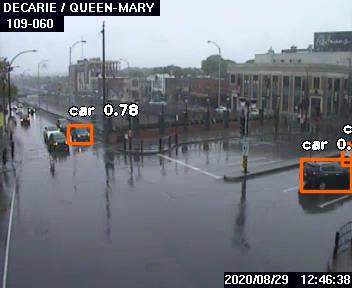 DECARIE / QUEEN-MARY
109-060
car 0.78
car 0.
c
2020/08/29 12:46:38